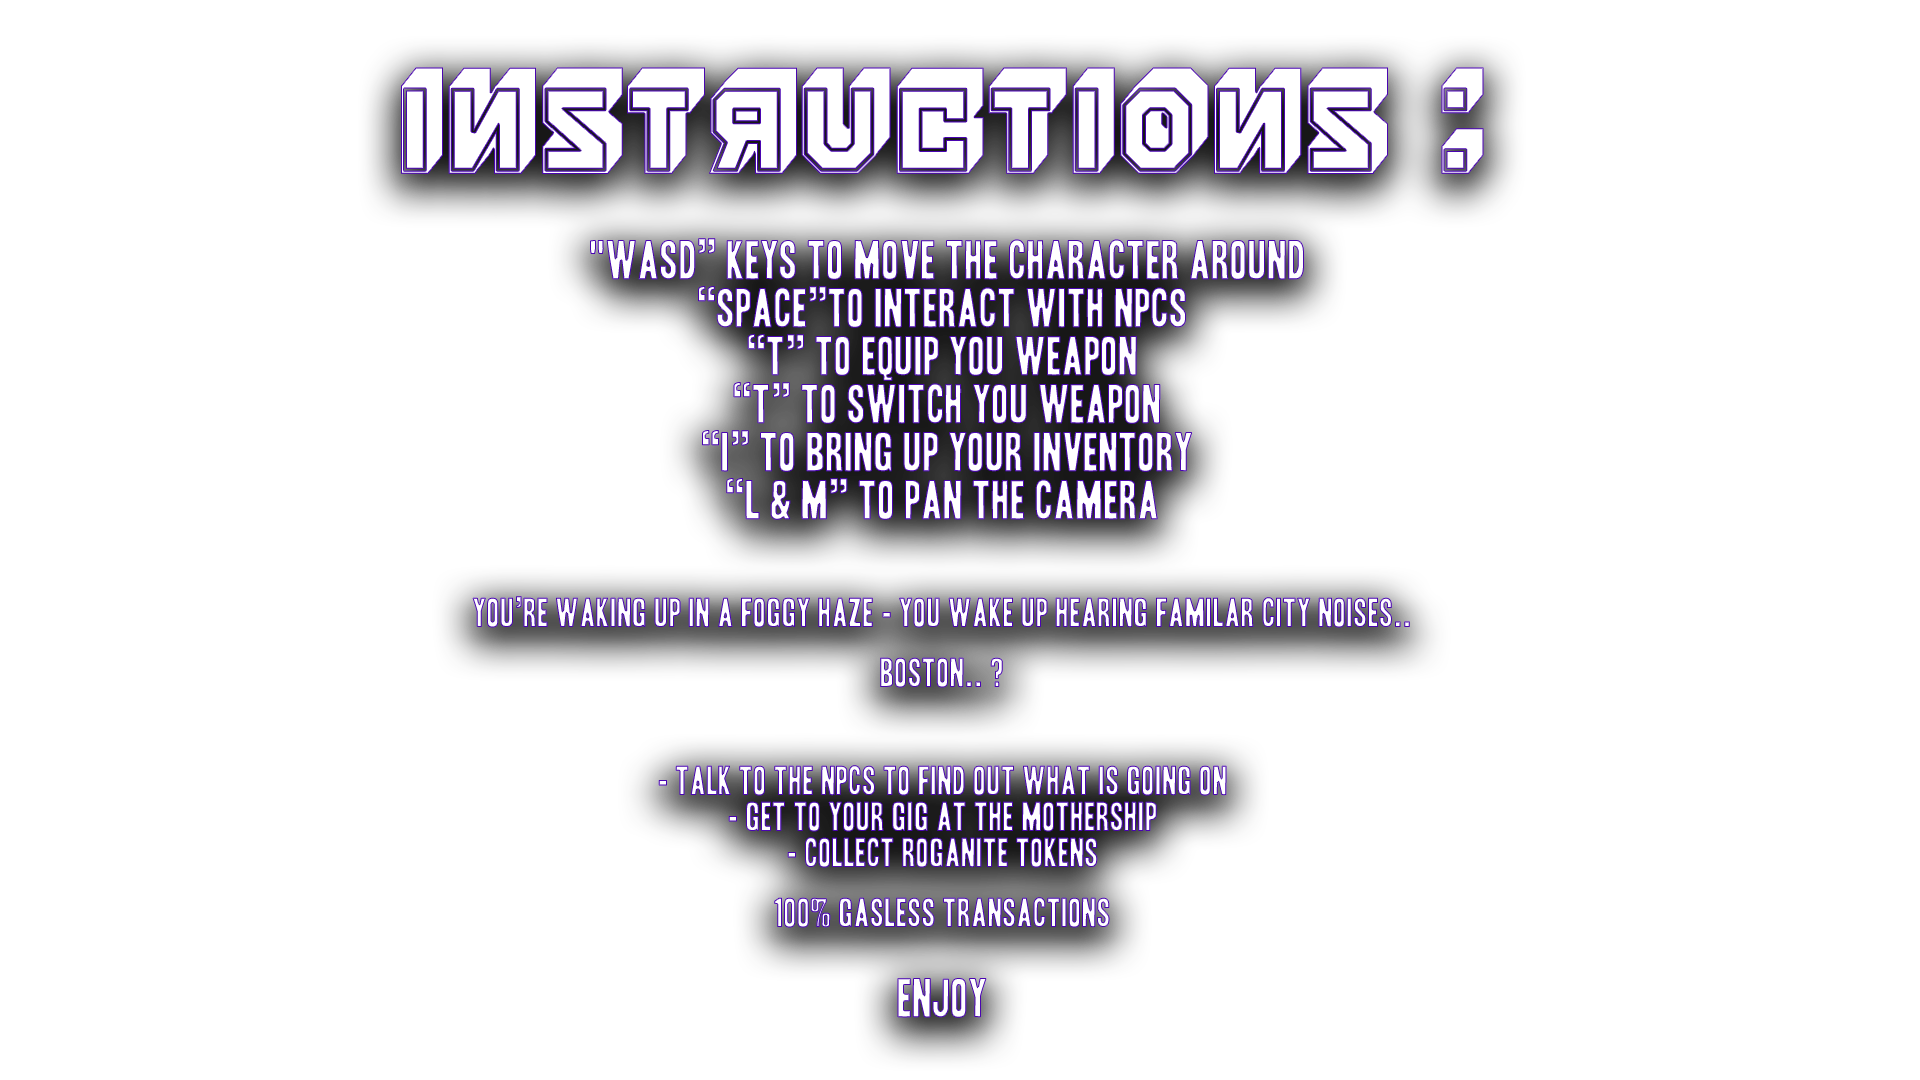 INSTRUCTIONS :
"WASD” KEYS TO MOVE THE CHARACTER AROUND
“SPACE”TO INTERACT WITH NPCS
“T” TO EQUIP YOU WEAPON
“T” TO SWITCH YOU WEAPON
“I” TO BRING UP YOUR INVENTORY
“L & M” TO PAN THE CAMERA
YOU’RE WAKING UP IN A FOGGY HAZE - YOU WAKE UP HEARING FAMILAR CITY NOISES..
BOSTON.. ?
- TALK TO THE NPCS TO FIND OUT WHAT IS GOING ON
- GET TO YOUR GIG AT THE MOTHERSHIP
- COLLECT ROGANITE TOKENS
100% GASLESS TRANSACTIONS
ENJOY